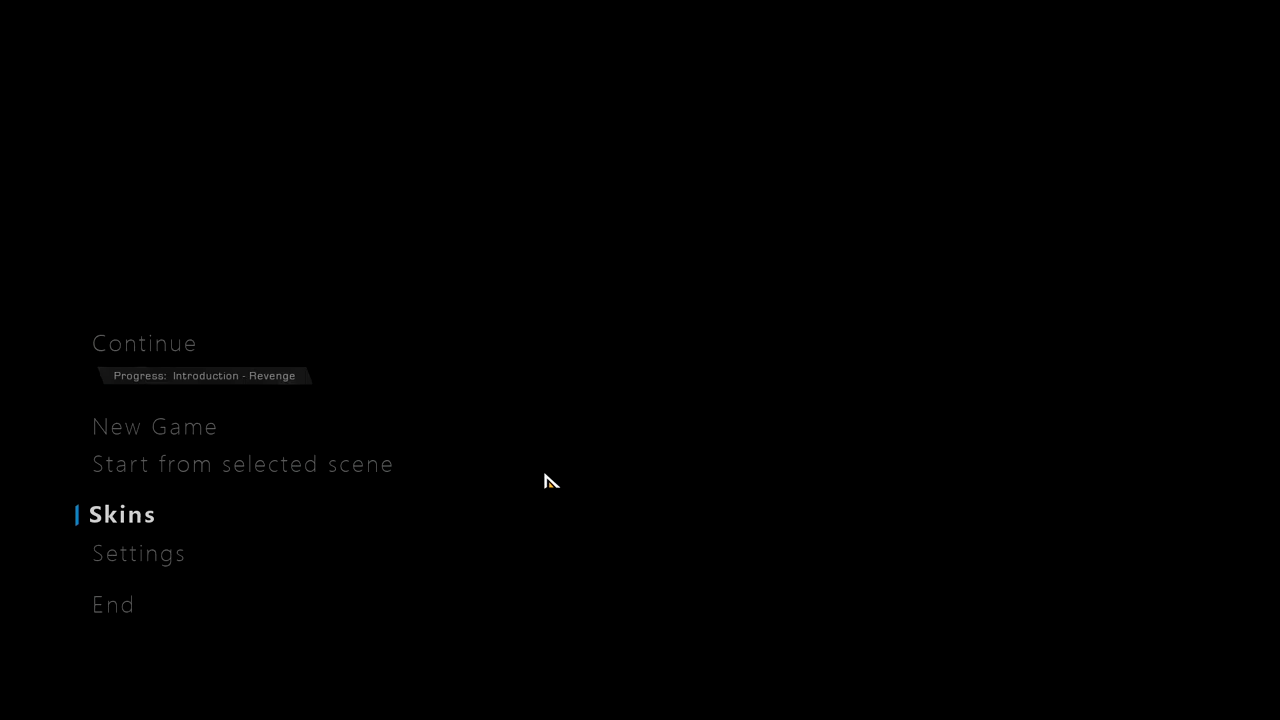 Continue
Progress: Introduction - Revenge
New Game
Start from selected scene
Skins
Settings
End